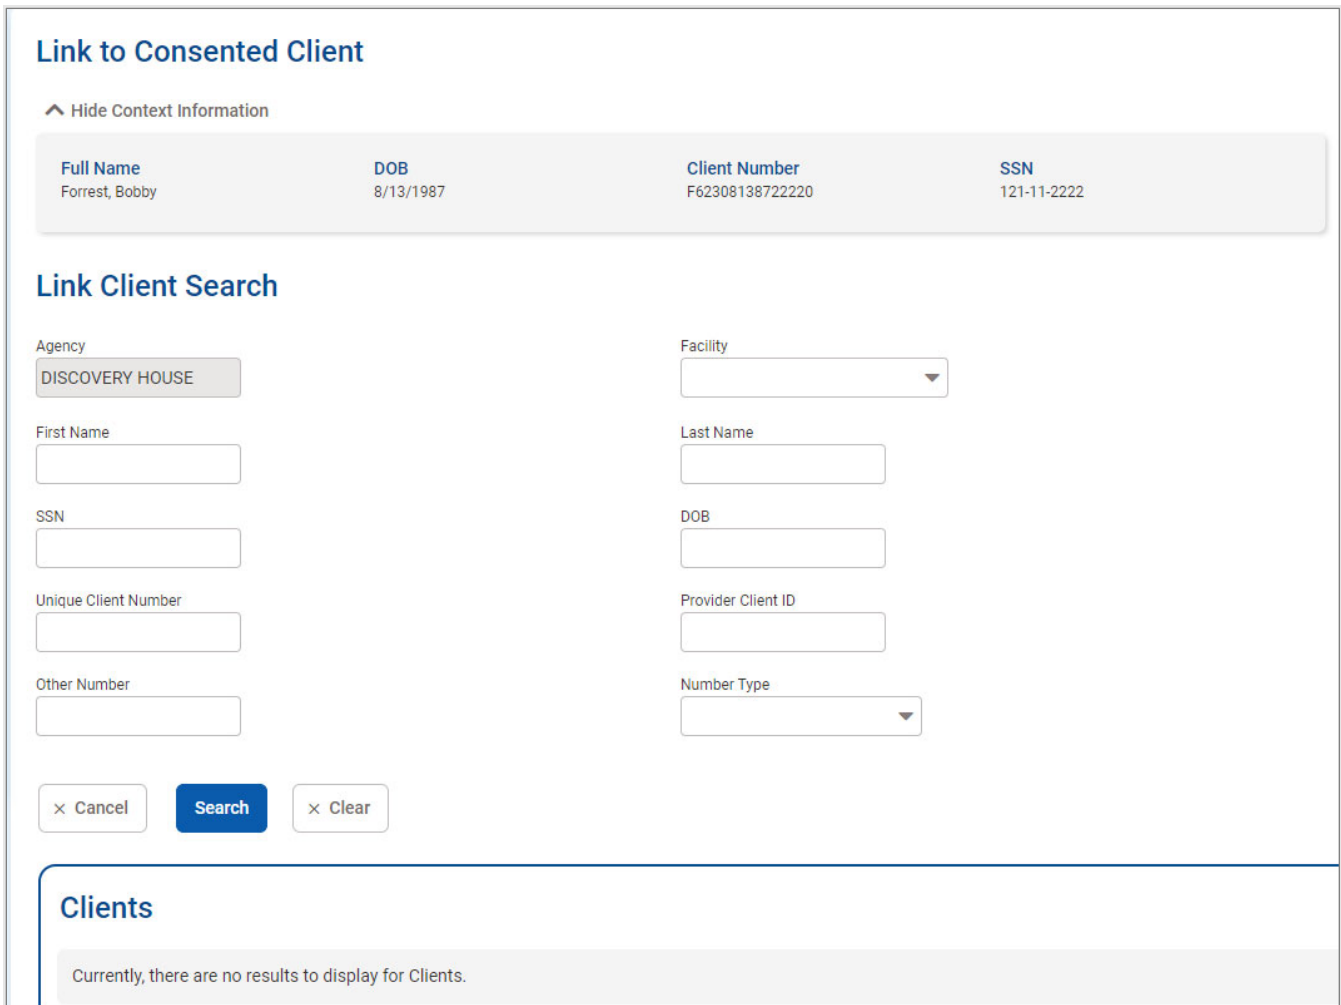 Link to Consented Client
Hide Context Information
Full Name DOB Client Number SSN
Forrest, Bobby 8/13/1987 F62308138722220 121-11-2222
Link Client Search
Agency Facility
DISCOVERY HOUSE
First Name Last Name
SSN DOB
Unique Client Number Provider Client ID
Other Number Number Type
× Cancel Search × Clear
Clients
Currently, there are no results to display for Clients.